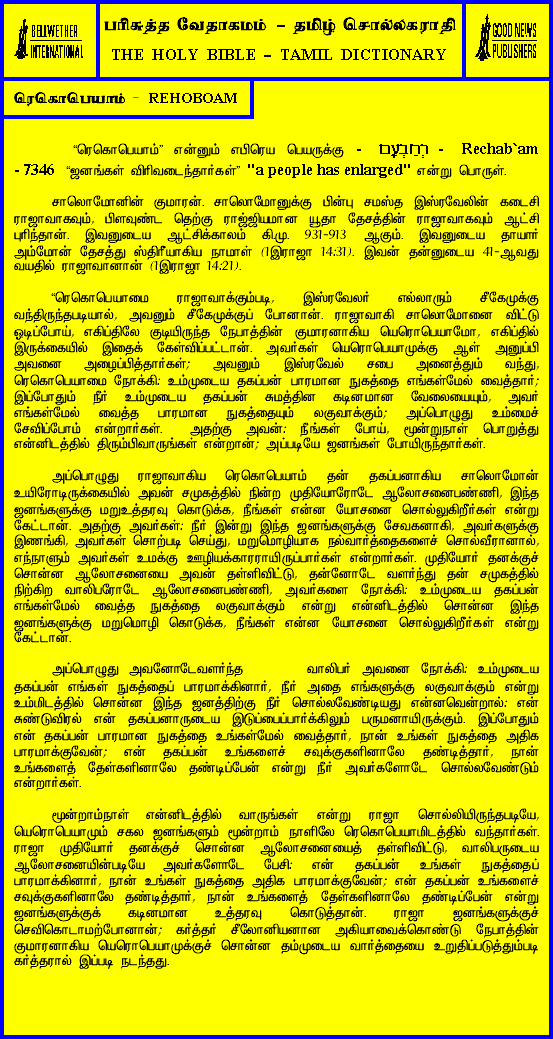 BELLWETHER
INTERNATIONAL
பரிசுத்த வேதாகமம் - தமிழ் சொல்லகராதி
THE HOLY BIBLE - TAMIL DICTIONARY
GOOD NEWS
PUBLISHERS
ரெகொபெயாம் - REHOBOAM
“ரெகொபெயாம்” என்னும் எபிரெய பெயருக்கு - רְחַבְעָם - Rechab`am
- 7346 “ஜனங்கள் விரிவடைந்தார்கள்” "a people has enlarged" என்று பொருள்.
சாலொமோனின் குமாரன். சாலொமோனுக்கு பின்பு சமஸ்த இஸ்ரவேலின் கடைசி
ராஜாவாகவும், பிளவுண்ட தெற்கு ராஜ்ஜியமான யூதா தேசத்தின் ராஜாவாகவும் ஆட்சி
புரிந்தான். இவனுடைய ஆட்சிக்காலம் கி.மு. 931-913 ஆகும். இவனுடைய தாயார்
அம்மோன் தேசத்து ஸ்திரீயாகிய நாமாள் (1இராஜா 14:31). இவன் தன்னுடைய 41-ஆவது
வயதில் ராஜாவானான் (1இராஜா 14:21).
“ரெகொபெயாமை ராஜாவாக்கும்படி, இஸ்ரவேலர் எல்லாரும் சீகேமுக்கு
வந்திருந்தபடியால், அவனும் சீகேமுக்குப் போனான். ராஜாவாகி சாலொமோனை விட்டு
ஓடிப்போய், எகிப்திலே குடியிருந்த நேபாத்தின் குமாரனாகிய யெரொபெயாமோ, எகிப்தில்
இருக்கையில் இதைக் கேள்விப்பட்டான். அவர்கள் யெரொபெயாமுக்கு ஆள் அனுப்பி
அவனை அழைப்பித்தார்கள்; அவனும் இஸ்ரவேல் சபை அனைத்தும் வந்து,
ரெகொபெயாமை நோக்கி: உம்முடைய தகப்பன் பாரமான நுகத்தை எங்கள்மேல் வைத்தார்;
இப்போதும் நீர் உம்முடைய தகப்பன் சுமத்தின கடினமான வேலையையும், அவர்
எங்கள்மேல் வைத்த பாரமான நுகத்தையும் லகுவாக்கும்; அப்பொழுது உம்மைச்
சேவிப்போம் என்றார்கள். அதற்கு அவன்: நீங்கள் போய், மூன்றுநாள் பொறுத்து
என்னிடத்தில் திரும்பிவாருங்கள் என்றான்; அப்படியே ஜனங்கள் போயிருந்தார்கள்.
அப்பொழுது ராஜாவாகிய ரெகொபெயாம் தன் தகப்பனாகிய சாலொமோன்
உயிரோடிருக்கையில் அவன் சமுகத்தில் நின்ற முதியோரோடே ஆலோசனைபண்ணி, இந்த
ஜனங்களுக்கு மறுஉத்தரவு கொடுக்க, நீங்கள் என்ன யோசனை சொல்லுகிறீர்கள் என்று
கேட்டான். அதற்கு அவர்கள்: நீர் இன்று இந்த ஜனங்களுக்கு சேவகனாகி, அவர்களுக்கு
இணங்கி, அவர்கள் சொற்படி செய்து, மறுமொழியாக நல்வார்த்தைகளைச் சொல்வீரானால்,
எந்நாளும் அவர்கள் உமக்கு ஊழியக்காரராயிருப்பார்கள் என்றார்கள். முதியோர் தனக்குச்
சொன்ன ஆலோசனையை அவன் தள்ளிவிட்டு, தன்னோடே வளர்ந்து தன் சமுகத்தில்
நிற்கிற வாலிபரோடே ஆலோசனைபண்ணி, அவர்களை நோக்கி: உம்முடைய தகப்பன்
எங்கள்மேல் வைத்த நுகத்தை லகுவாக்கும் என்று என்னிடத்தில் சொன்ன இந்த
ஜனங்களுக்கு மறுமொழி கொடுக்க, நீங்கள் என்ன யோசனை சொல்லுகிறீர்கள் என்று
கேட்டான்.
அப்பொழுது அவனோடேவளர்ந்த வாலிபர் அவனை நோக்கி: உம்முடைய
தகப்பன் எங்கள் நுகத்தைப் பாரமாக்கினார், நீர் அதை எங்களுக்கு லகுவாக்கும் என்று
உம்மிடத்தில் சொன்ன இந்த ஜனத்திற்கு நீர் சொல்லவேண்டியது என்னவென்றால்: என்
சுண்டுவிரல் என் தகப்பனாருடைய இடுப்பைப்பார்க்கிலும் பருமனாயிருக்கும். இப்போதும்
என் தகப்பன் பாரமான நுகத்தை உங்கள்மேல் வைத்தார், நான் உங்கள் நுகத்தை அதிக
பாரமாக்குவேன்; என் தகப்பன் உங்களைச் சவுக்குகளினாலே தண்டித்தார், நான்
உங்களைத் தேள்களினாலே தண்டிப்பேன் என்று நீர் அவர்களோடே சொல்லவேண்டும்
என்றார்கள்.
மூன்றாம்நாள் என்னிடத்தில் வாருங்கள் என்று ராஜா சொல்லியிருந்தபடியே,
யெரொபெயாமும் சகல ஜனங்களும் மூன்றாம் நாளிலே ரெகொபெயாமிடத்தில் வந்தார்கள்.
ராஜா முதியோர் தனக்குச் சொன்ன ஆலோசனையைத் தள்ளிவிட்டு, வாலிபருடைய
ஆலோசனையின்படியே அவர்களோடே பேசி: என் தகப்பன் உங்கள் நுகத்தைப்
பாரமாக்கினார், நான் உங்கள் நுகத்தை அதிக பாரமாக்குவேன்; என் தகப்பன் உங்களைச்
சவுக்குகளினாலே தண்டித்தார், நான் உங்களைத் தேள்களினாலே தண்டிப்பேன் என்று
ஜனங்களுக்குக் கடினமான உத்தரவு கொடுத்தான். ராஜா ஜனங்களுக்குச்
செவிகொடாமற்போனான்; கர்த்தர் சீலோனியனான அகியாவைக்கொண்டு நேபாத்தின்
குமாரனாகிய யெரொபெயாமுக்குச் சொன்ன தம்முடைய வார்த்தையை உறுதிப்படுத்தும்படி
கர்த்தரால் இப்படி நடந்தது.